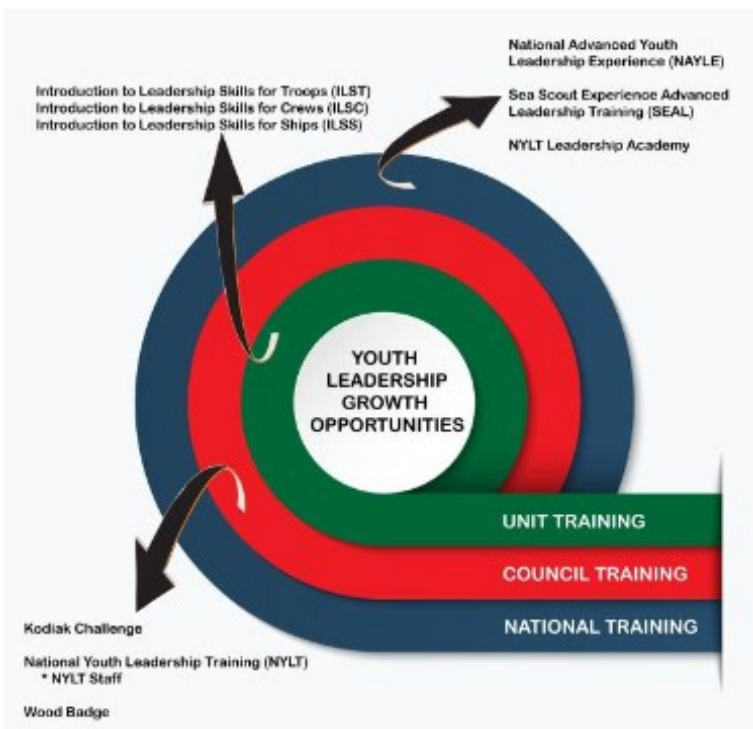 National Advanced Youth
Leadership Experience (NAYLE)
Sea Scout Experience Advanced
Leadership Training (SEAL)
NYLT Leadership Academy
Introduction to Leadership Skills for Troops (ILST)
Introduction to Leadership Skills for Crews (ILSC)
Introduction to Leadership Skills for Ships (ILSS)
YOUTH
LEADERSHIP
GROWTH
OPPORTUNITIES
UNIT TRAINING
COUNCIL TRAINING
NATIONAL TRAINING
Kodiak Challenge
National Youth Leadership Training (NYLT)
* NYLT Staff
Wood Badge